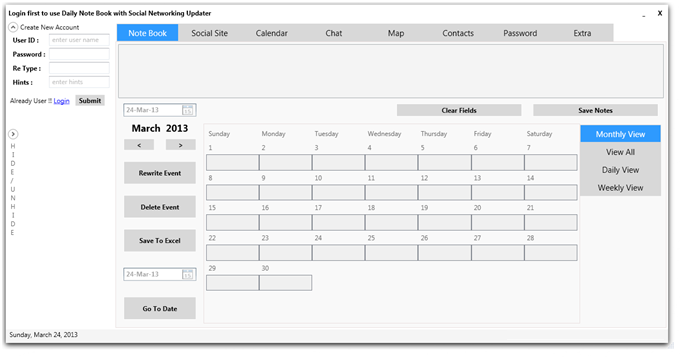 Login first to use Daily Note Book with Social Networking Updater
_ X
Create New Account
User ID : enter user name
Password :
Re Type :
Hints : enter hints
Already User !! Login Submit
H
I
D
E
/
U
N
H
I
D
E
Note Book Social Site Calendar Chat Map Contacts Password Extra
24-Mar-13 15 Clear Fields Save Notes
March 2013
< >
Rewrite Event
Delete Event
Save To Excel
24-Mar-13 15
Go To Date
Sunday Monday Tuesday Wednesday Thursday Friday Saturday
1 2 3 4 5 6 7
8 9 10 11 12 13 14
15 16 17 18 19 20 21
22 23 24 25 26 27 28
29 30
Monthly View
View All
Daily View
Weekly View
Sunday, March 24, 2013